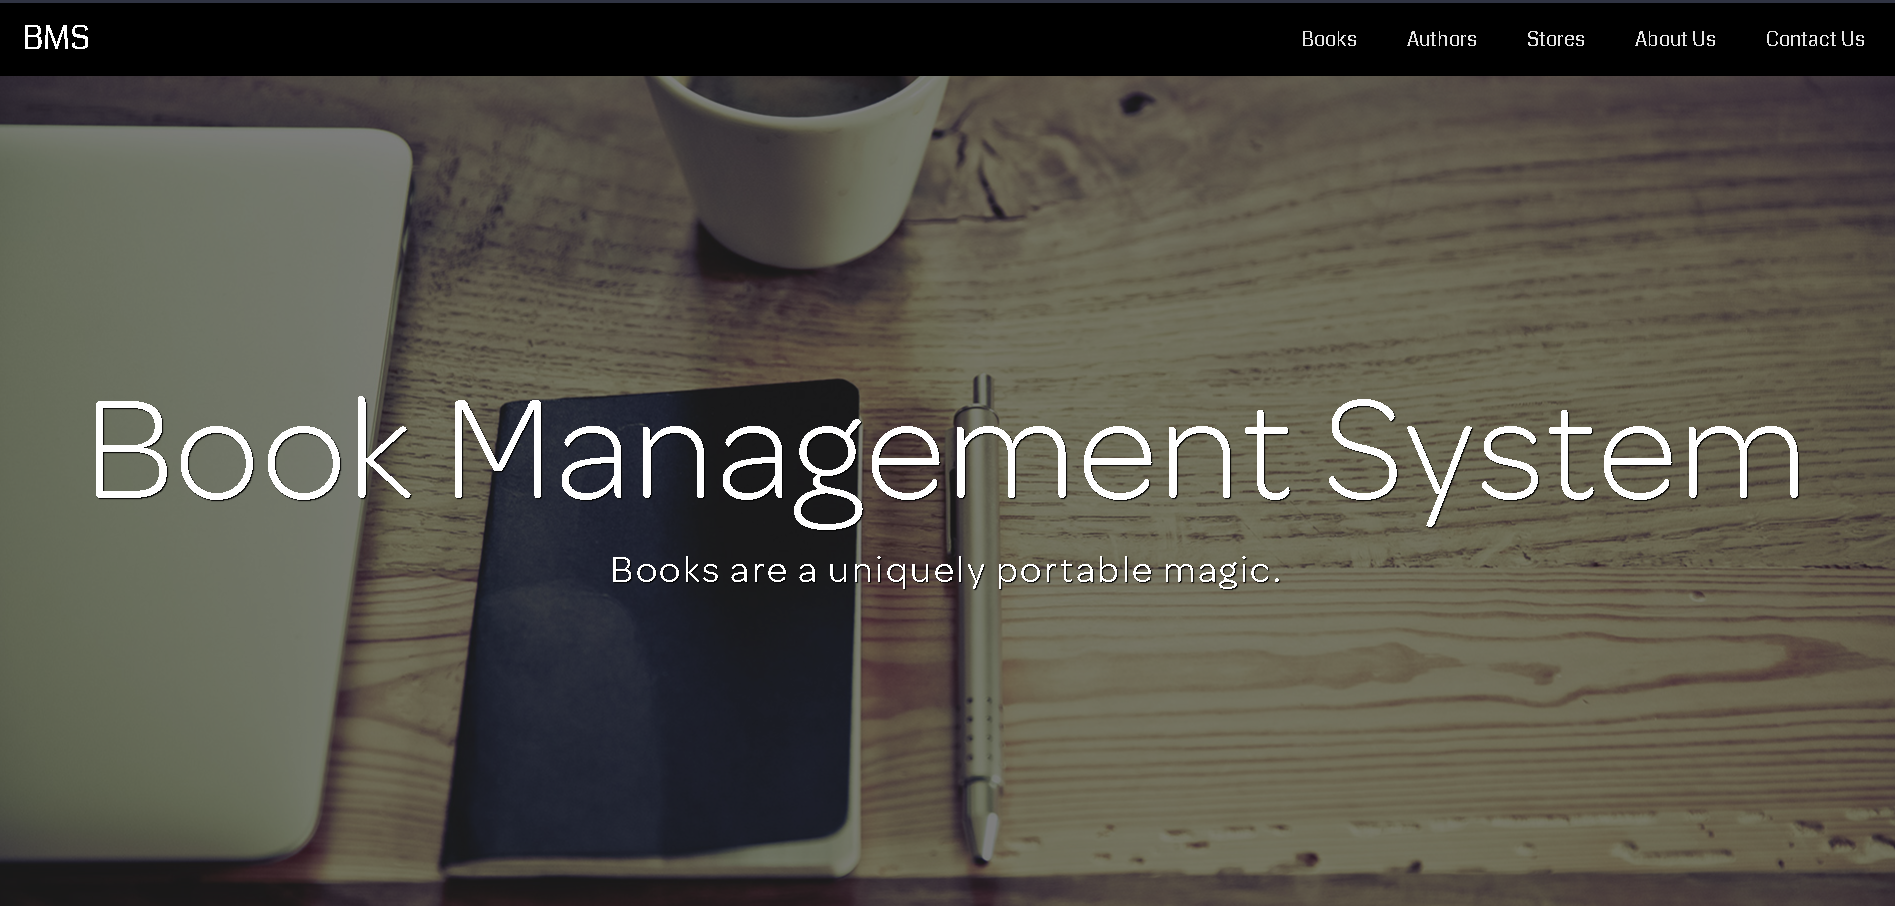 BMS
Books Authors Stores About Us Contact Us
Book Management System
Books are a uniquely portable magic.